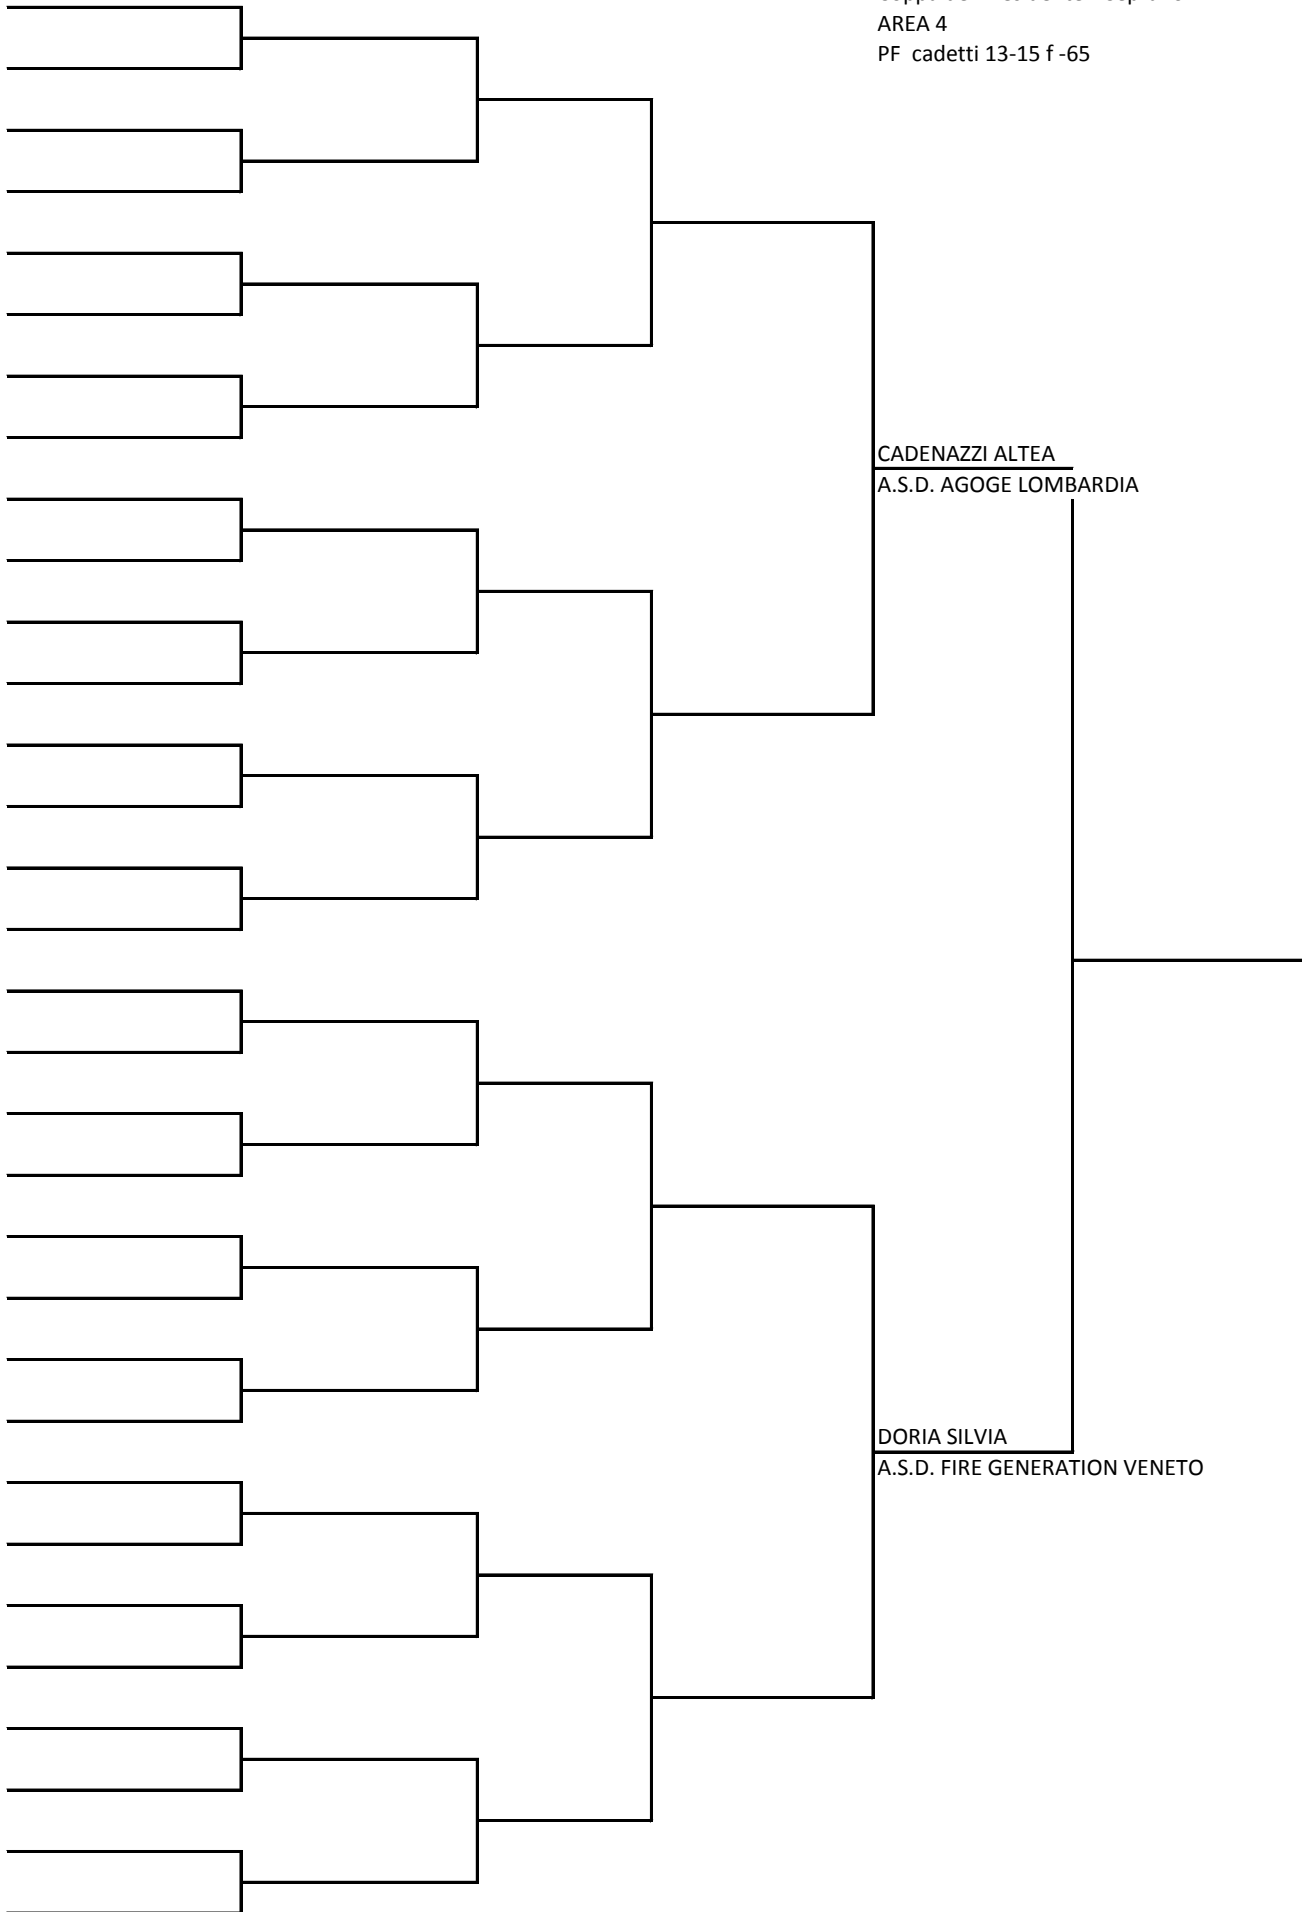 AREA 4
PF cadetti 13-15 f -65
CADENAZZI ALTEA
A.S.D. AGOGE LOMBARDIA
DORIA SILVIA
A.S.D. FIRE GENERATION VENETO